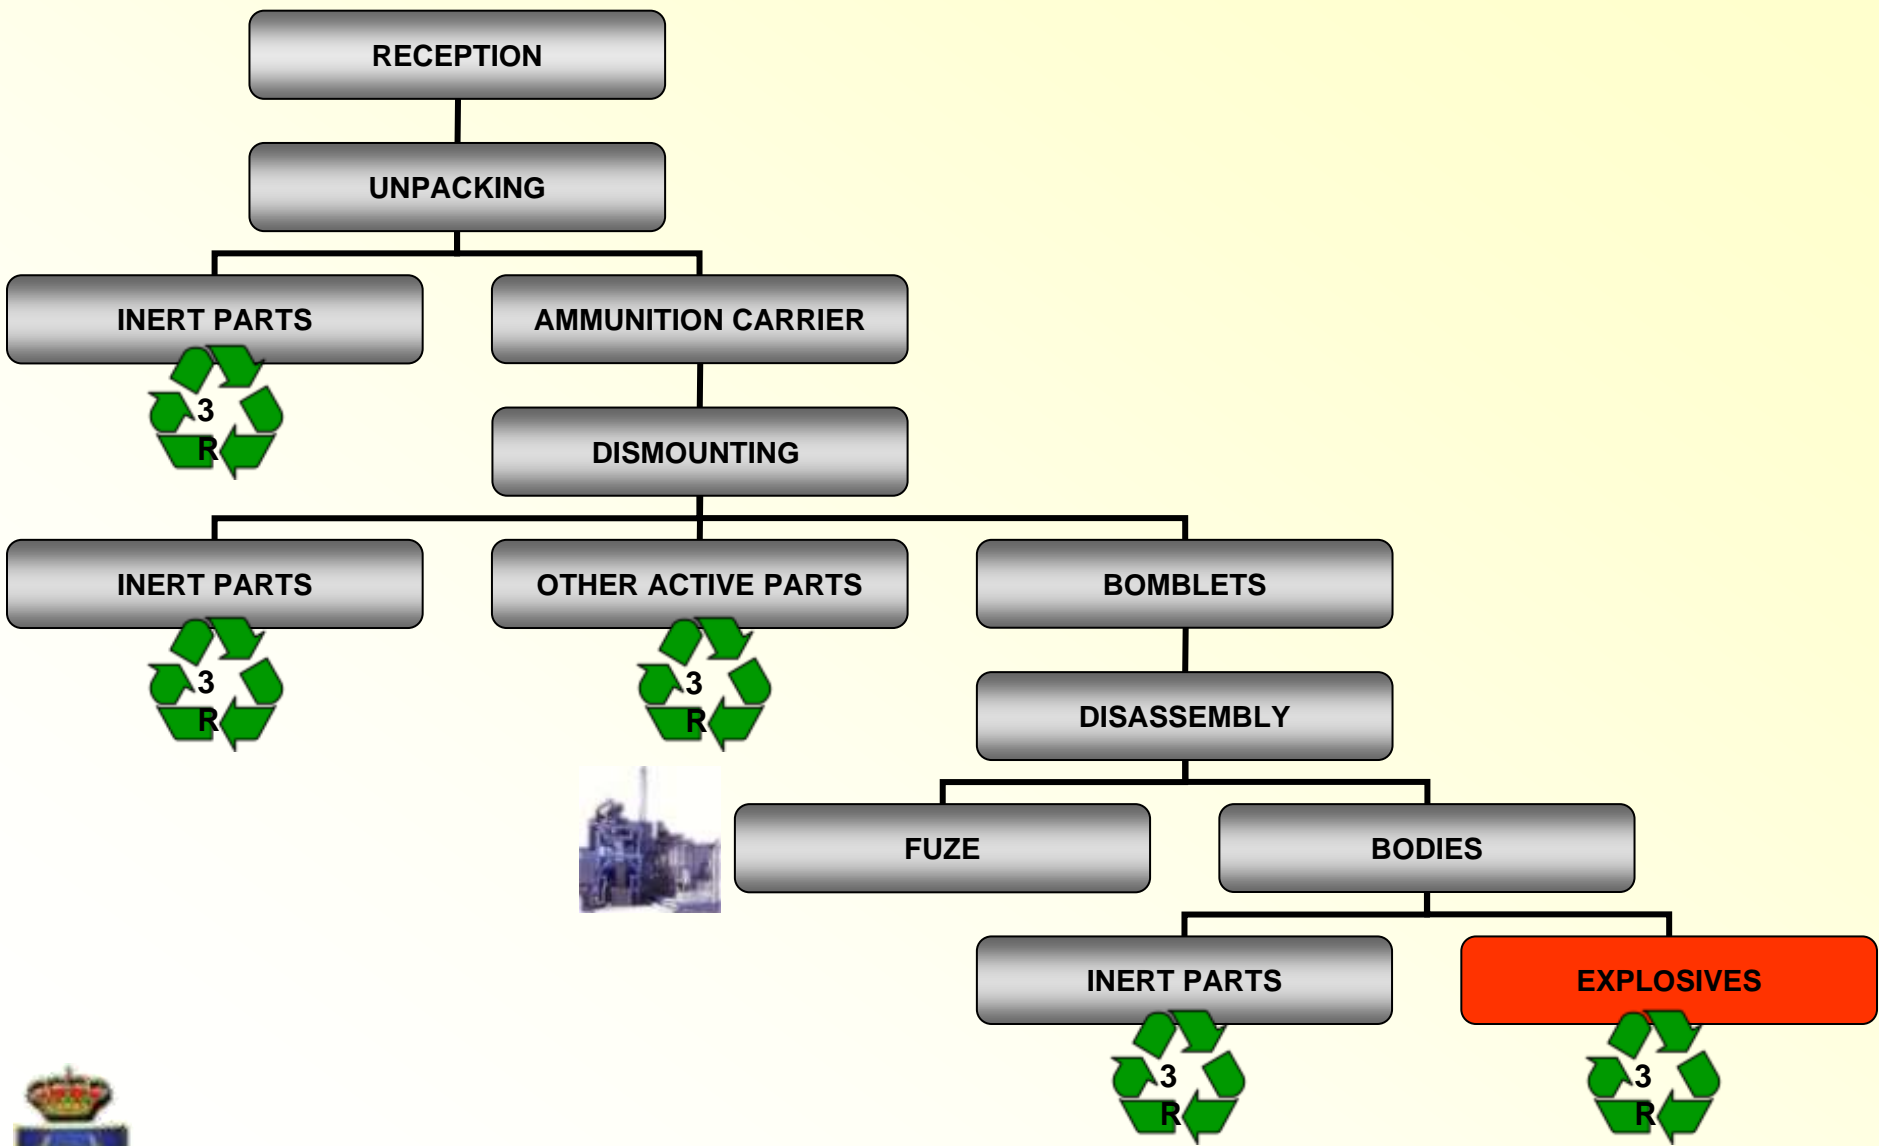 RECEPTION
UNPACKING
INERT PARTS
AMMUNITION CARRIER
3
R
DISMOUNTING
INERT PARTS
OTHER ACTIVE PARTS
BOMBLETS
3
R
3
R
DISASSEMBLY
FUZE
BODIES
INERT PARTS
EXPLOSIVES
3
R
3
R